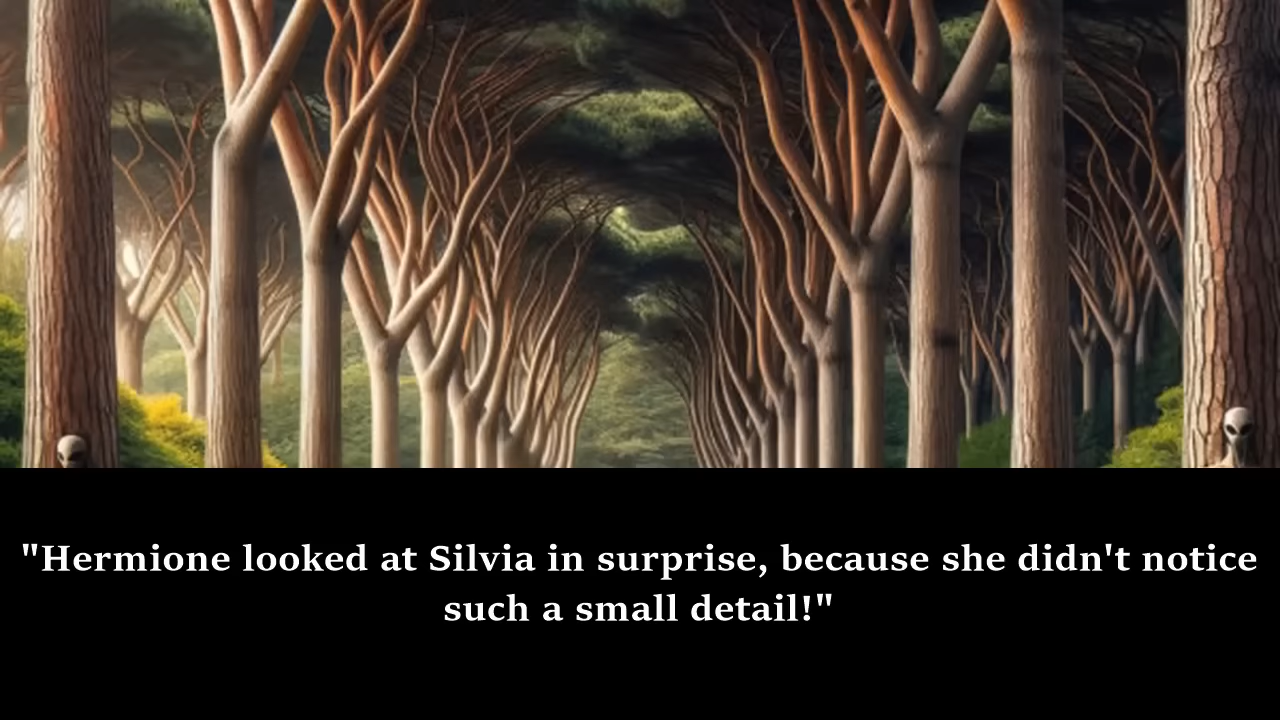 "Hermione looked at Silvia in surprise, because she didn't notice
such a small detail!"